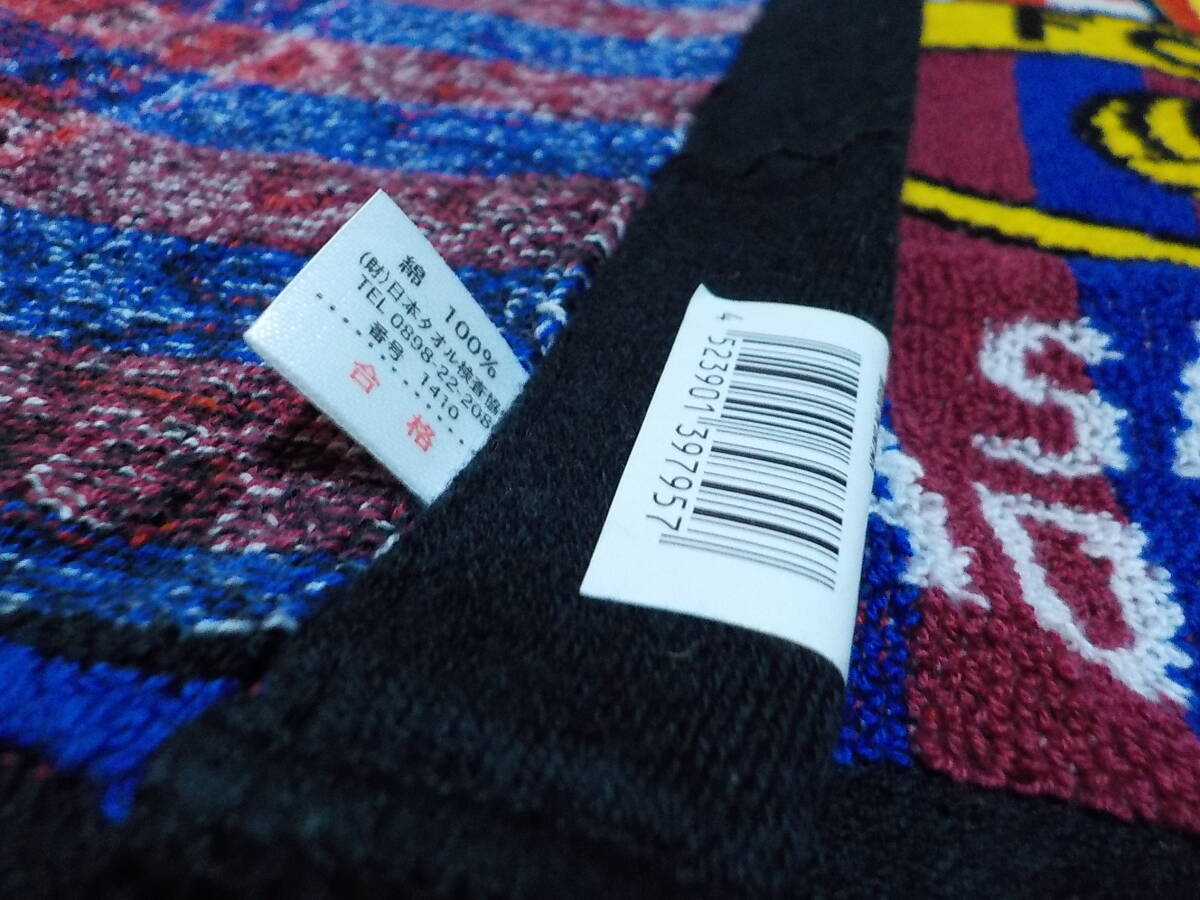 綿 100%
(財)日本タオル検査協
TEL 0898-22-208
番号 1410
合格
4 523901 397957